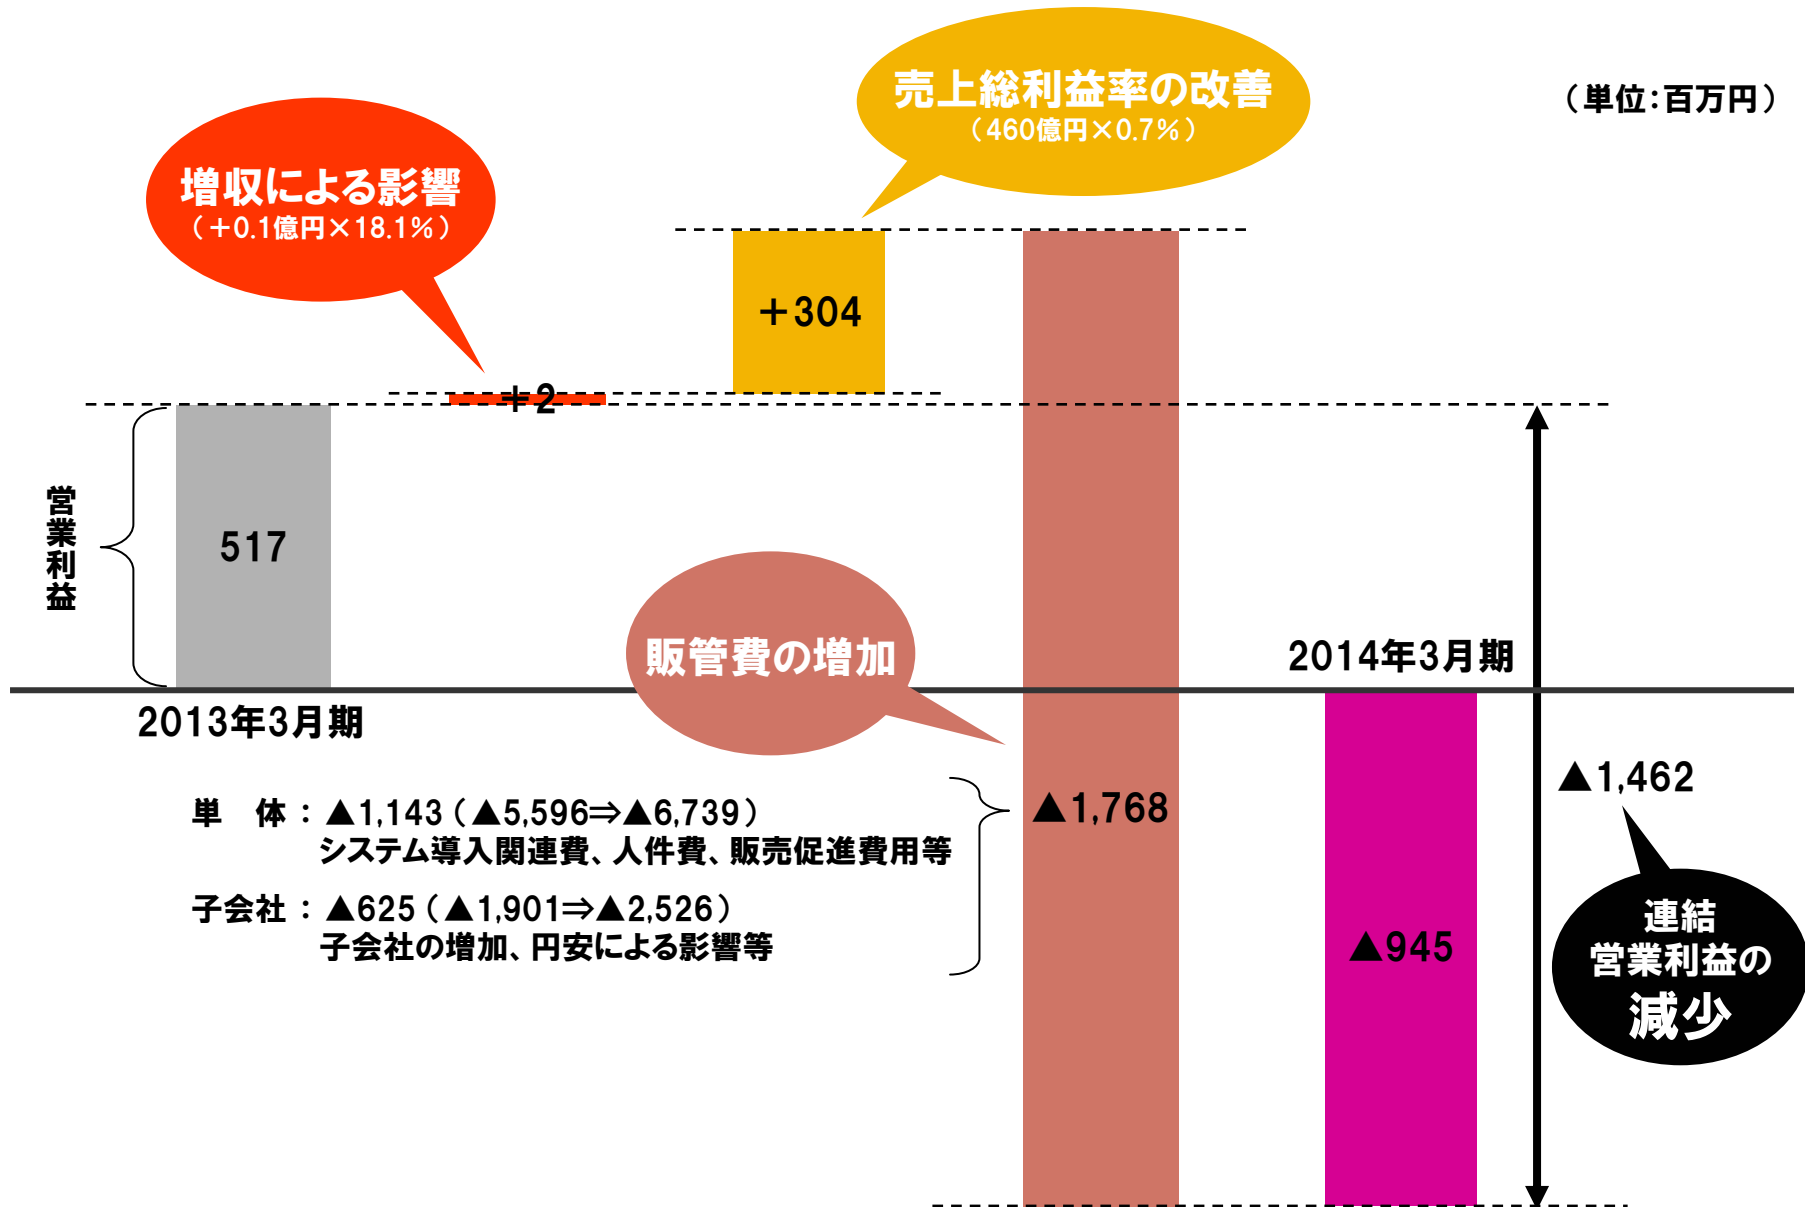 （単位：百万円）
売上総利益率の改善
（460億円×0.7％）
増収による影響
（＋0.1億円×18.1％）
＋304
＋2
営業利益
517
2013年3月期
販管費の増加
2014年3月期
▲1,768
単　体：▲1,143（▲5,596⇒▲6,739）
システム導入関連費、人件費、販売促進費用等
子会社：▲625（▲1,901⇒▲2,526）
子会社の増加、円安による影響等
▲945
▲1,462
連結
営業利益の
減少